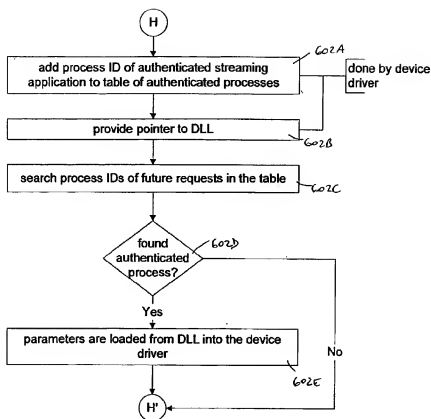 H
602A
add process ID of authenticated streaming
application to table of authenticated processes
done by device
driver
provide pointer to DLL
602B
search process IDs of future requests in the table
602C
found
authenticated
process?
602D
Yes
No
parameters are loaded from DLL into the device
driver
602E
H'